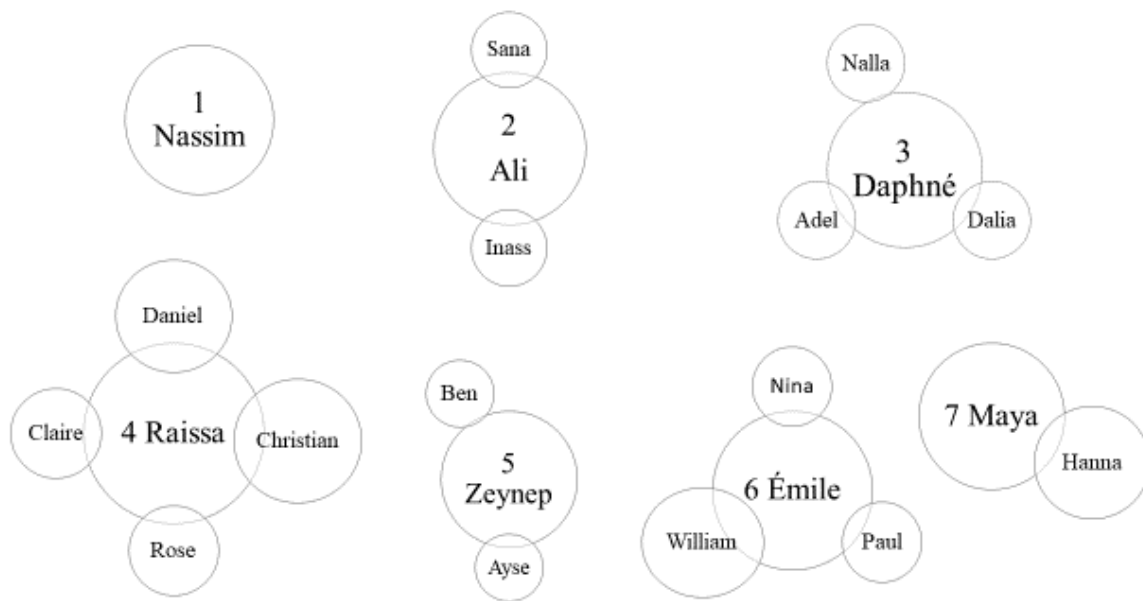 1
Nassim
Sana
2
Ali
Inass
Nalla
3
Daphné
Adel
Dalia
Daniel
Claire
4 Raissa
Christian
Rose
Ben
5
Zeynep
Ayse
Nina
6 Émile
William
Paul
7 Maya
Hanna